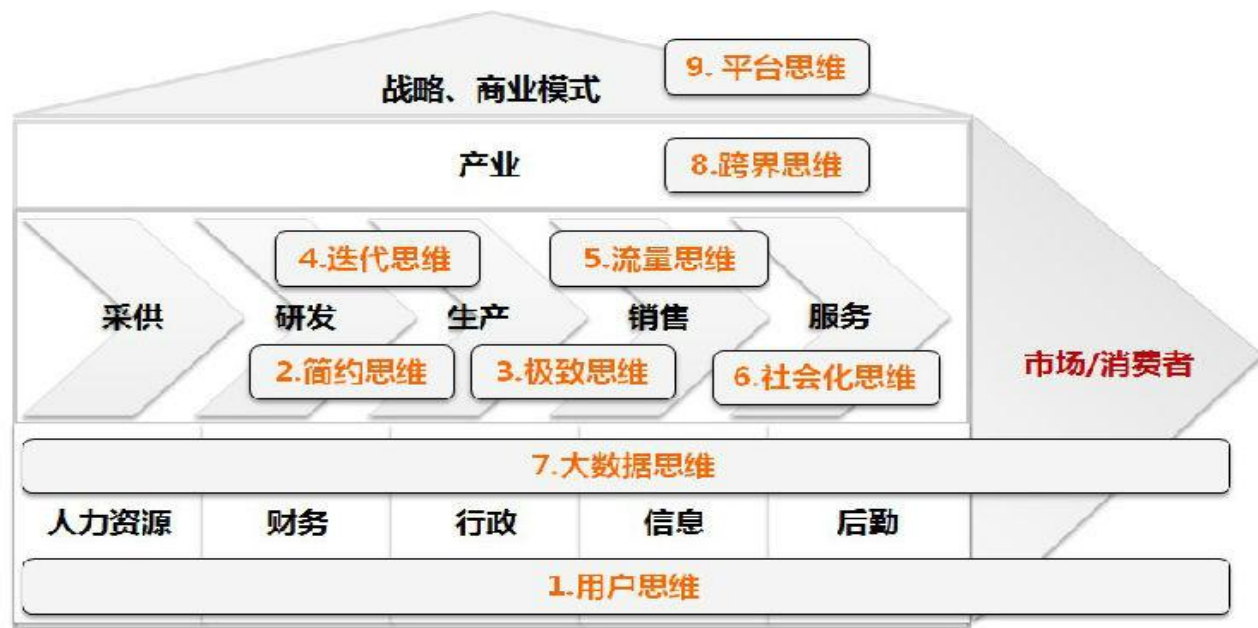 9. 平台思维
战略、商业模式
产业
8.跨界思维
4.迭代思维
5.流量思维
采供
研发
生产
销售
服务
2.简约思维
3.极致思维
6.社会化思维
市场/消费者
7.大数据思维
人力资源
财务
行政
信息
后勤
1.用户思维